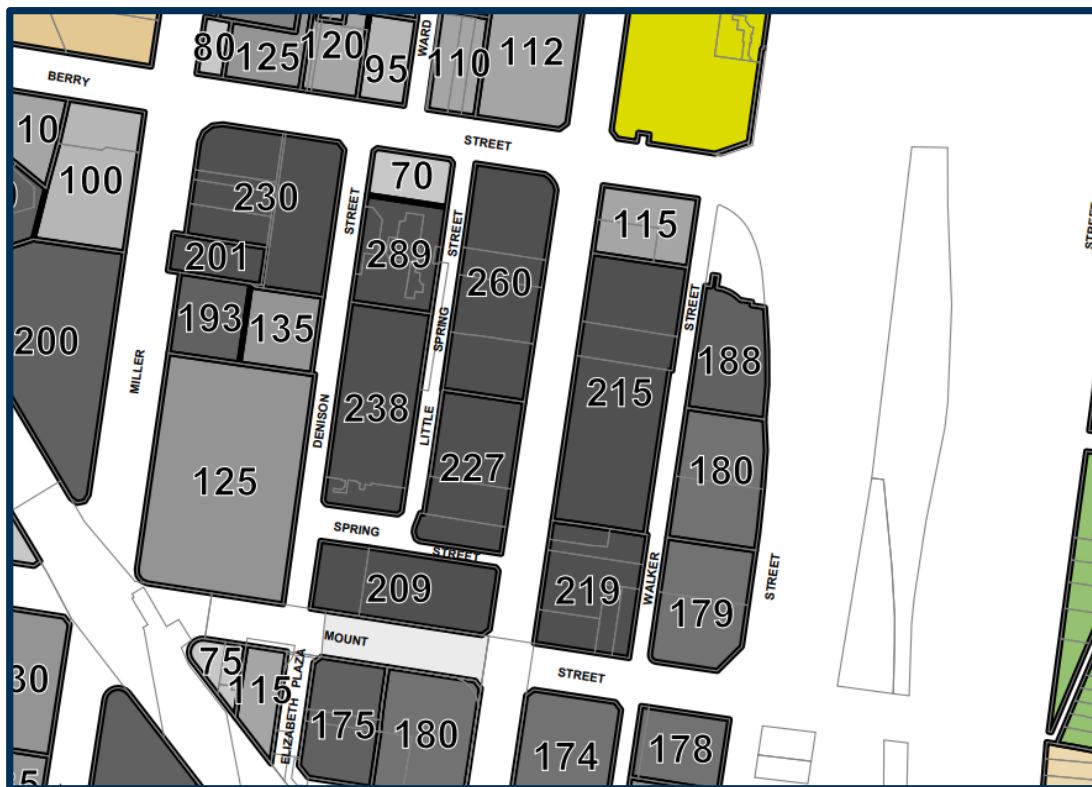 80
125
120
95
WARD
110
112
BERRY
STREET
10
100
230
STREET
70
STREET
115
STREET
201
289
260
STREET
193
135
SPRING
188
200
MILLER
215
238
DENISON
LITTLE
125
227
180
SPRING
STREET
209
219
WALKER
179
STREET
MOUNT
STREET
75
115
ELIZABETH PLAZA
175
180
174
178